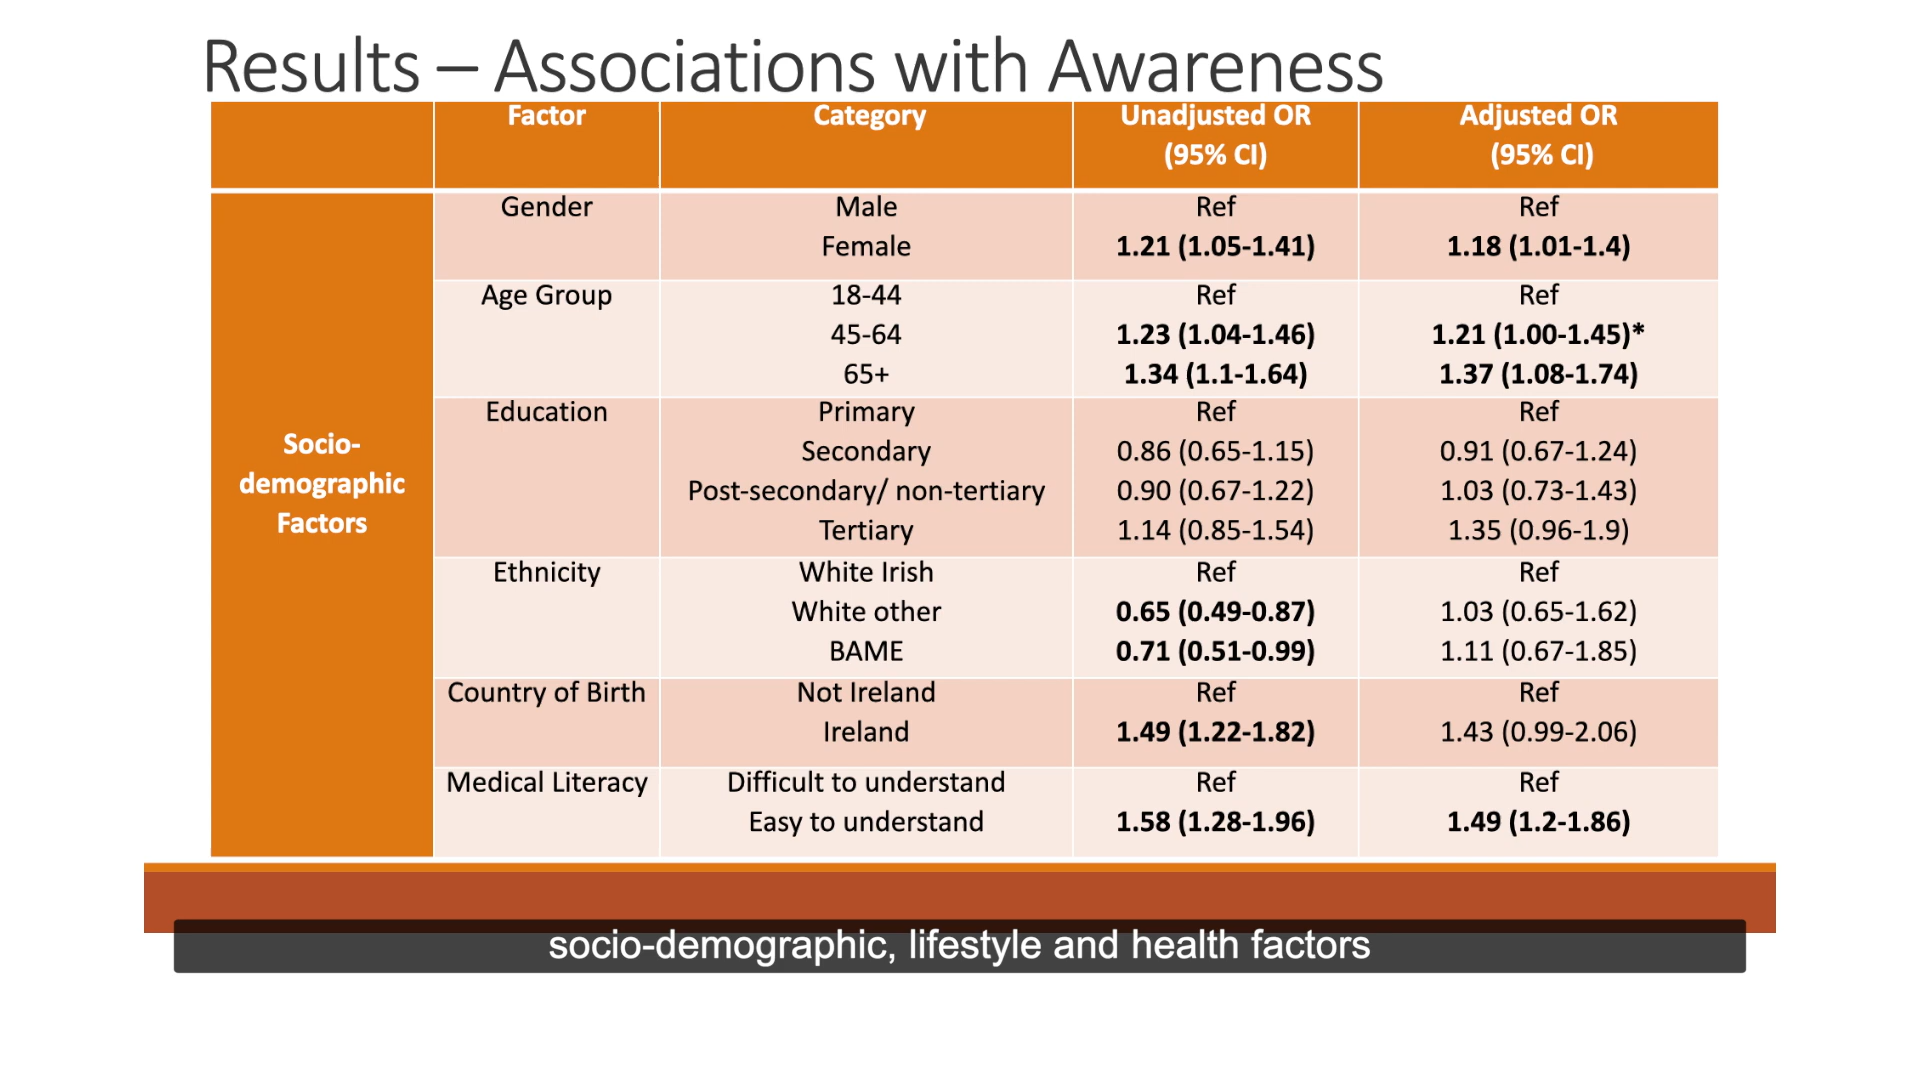 Results – Associations with Awareness
Factor Category Unadjusted OR Adjusted OR
(95% CI) (95% CI)
Socio-
demographic
Factors
Gender Male Ref Ref
Female 1.21 (1.05-1.41) 1.18 (1.01-1.4)
Age Group 18-44 Ref Ref
45-64 1.23 (1.04-1.46) 1.21 (1.00-1.45)*
65+ 1.34 (1.1-1.64) 1.37 (1.08-1.74)
Education Primary Ref Ref
Secondary 0.86 (0.65-1.15) 0.91 (0.67-1.24)
Post-secondary/ non-tertiary 0.90 (0.67-1.22) 1.03 (0.73-1.43)
Tertiary 1.14 (0.85-1.54) 1.35 (0.96-1.9)
Ethnicity White Irish Ref Ref
White other 0.65 (0.49-0.87) 1.03 (0.65-1.62)
BAME 0.71 (0.51-0.99) 1.11 (0.67-1.85)
Country of Birth Not Ireland Ref Ref
Ireland 1.49 (1.22-1.82) 1.43 (0.99-2.06)
Medical Literacy Difficult to understand Ref Ref
Easy to understand 1.58 (1.28-1.96) 1.49 (1.2-1.86)
socio-demographic, lifestyle and health factors